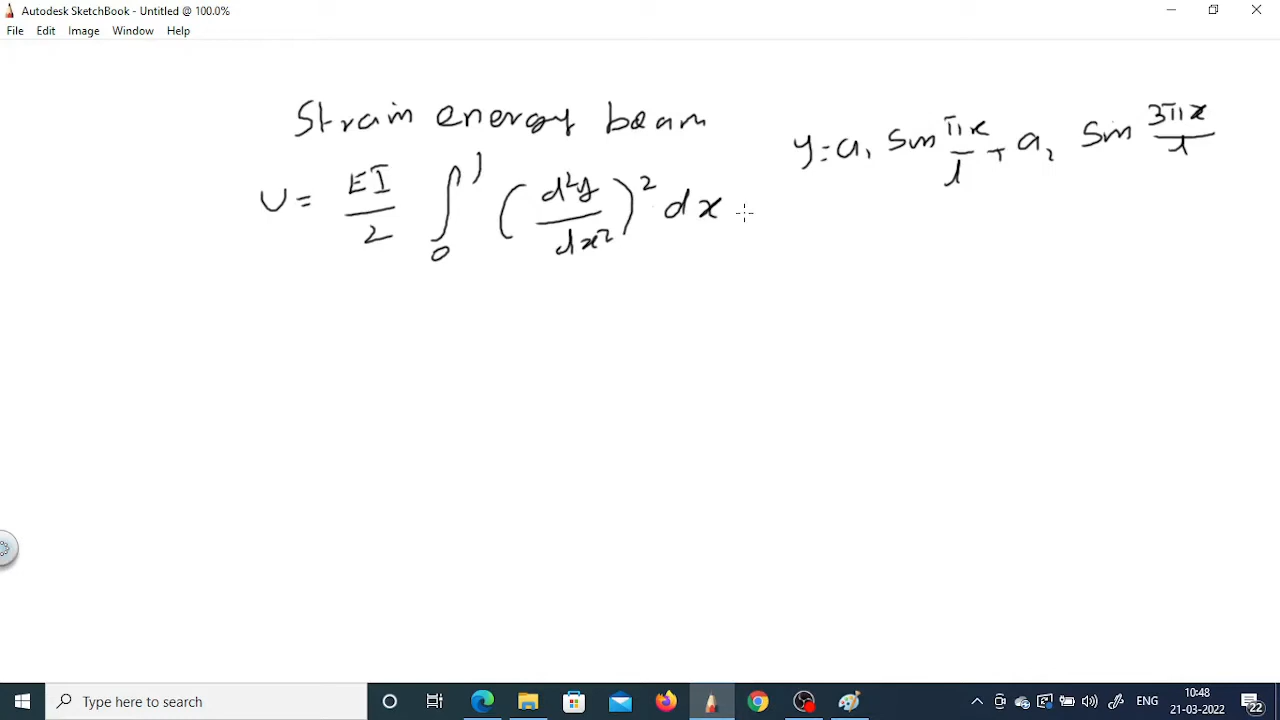 Autodesk SketchBook - Untitled @ 100.0%
File Edit Image Window Help
Strain energy beam
y = a₁ sin πx/l + a₂ sin 3πx/l
U = EI/2 ∫₀ˡ (d²y/dx²)² dx
Type here to search
ENG
10:48
21-03-2022
22